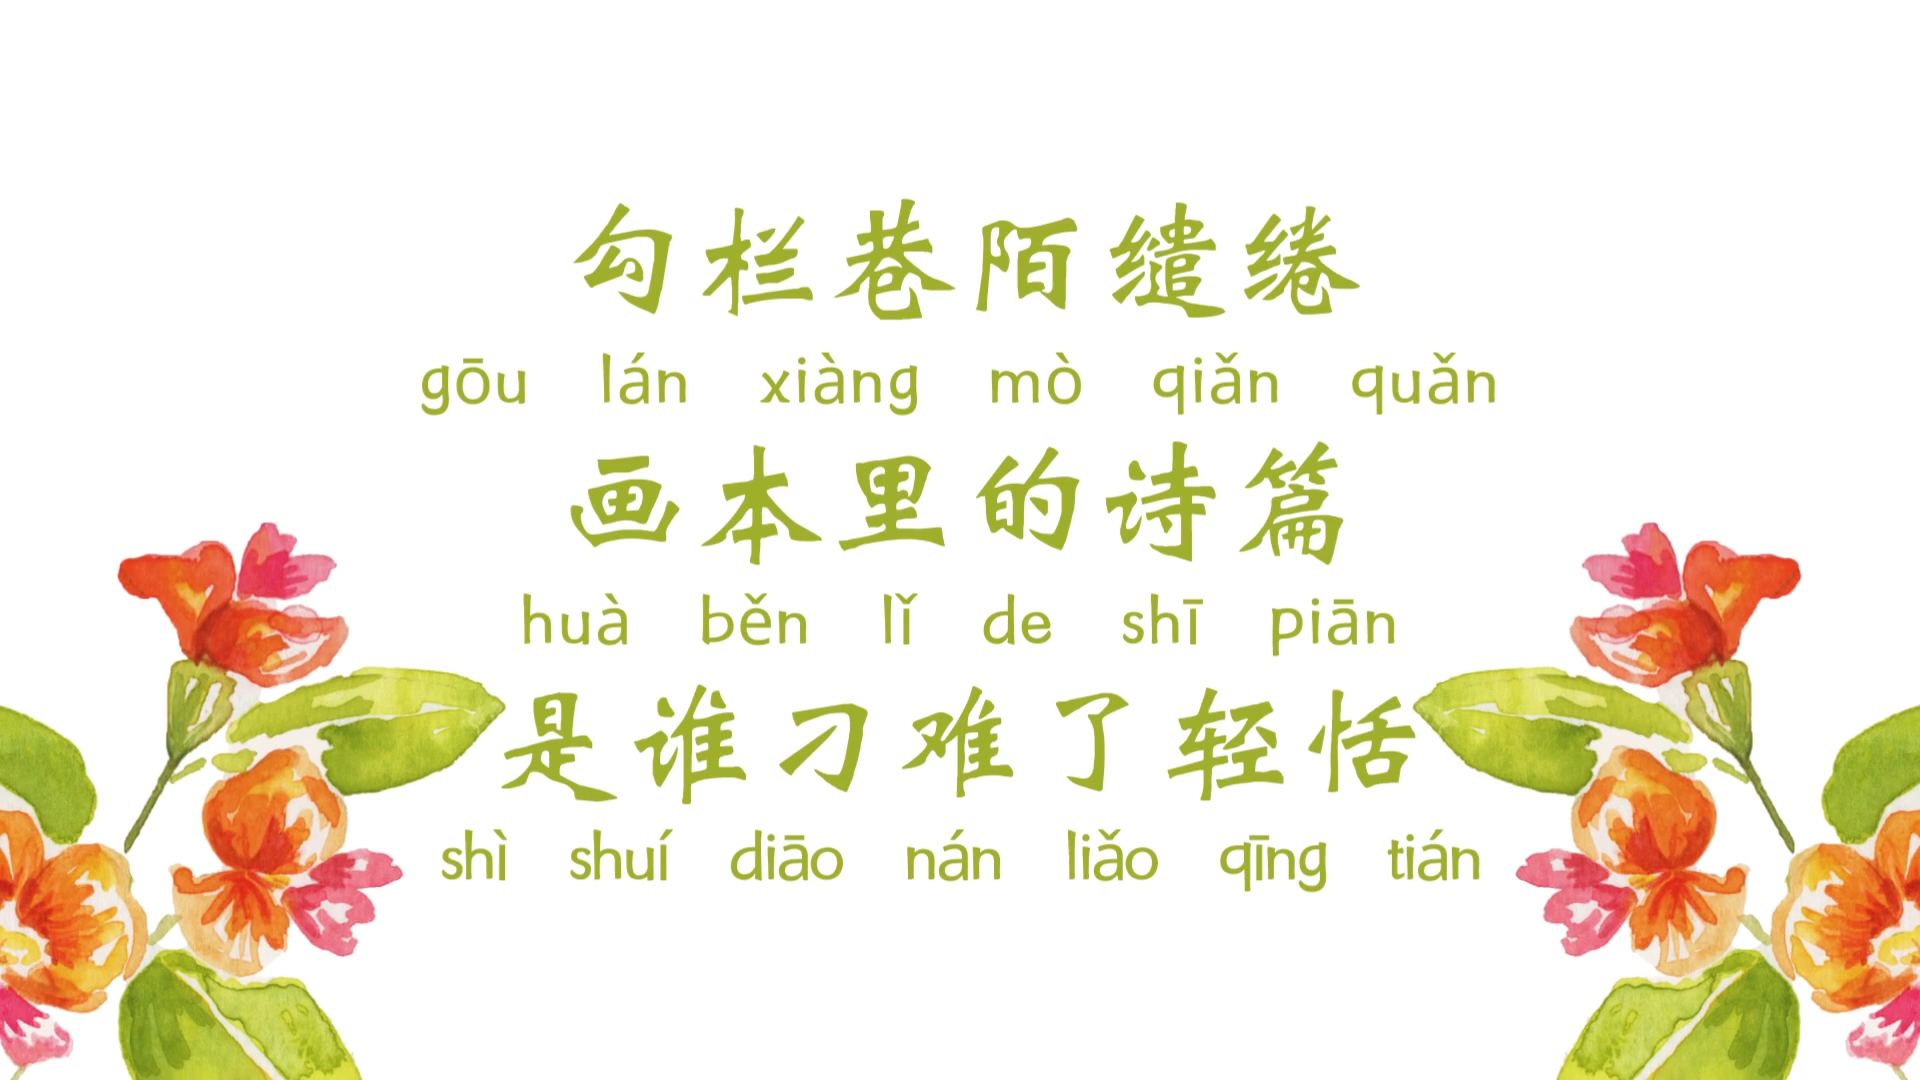 勾栏巷陌缱绻
gōu lán xiàng mò qiǎn quǎn
画本里的诗篇
huà běn lǐ de shī piān
是谁刁难了轻恬
shì shuí diāo nán liǎo qīng tián